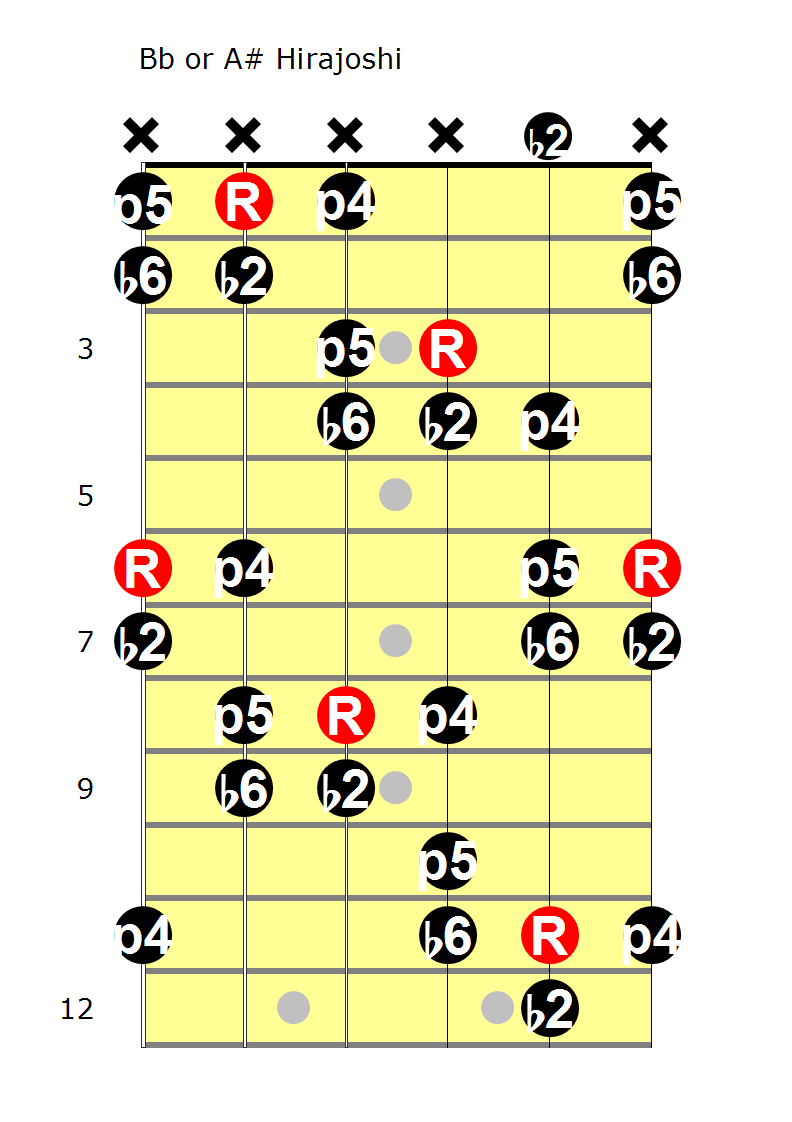 Bb or A# Hirajoshi
♭2
p5 R p4 p5
♭6 ♭2 ♭6
3 p5 R
♭6 ♭2 p4
5
R p4 p5 R
7 ♭2 ♭6 ♭2
p5 R p4
9 ♭6 ♭2
p5
p4 ♭6 R p4
12 ♭2